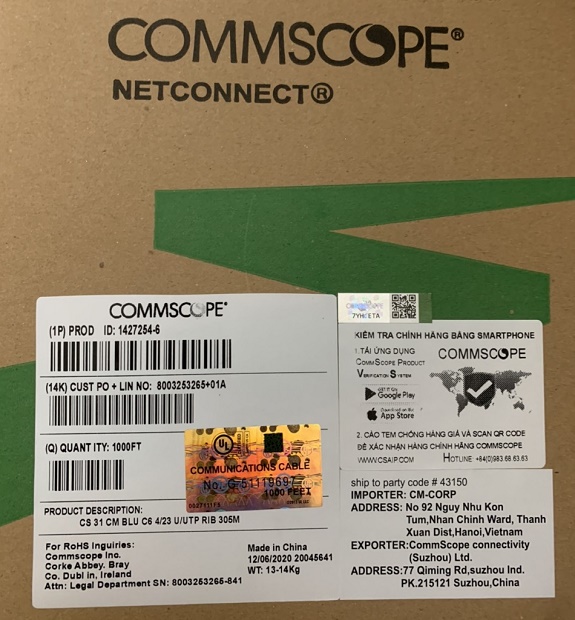 COMMSCOPE®
NETCONNECT®
COMMSCOPE®
(1P) PROD ID: 1427254-6
(14K) CUST PO + LIN NO: 8003253265+01A
(Q) QUANTITY: 1000FT
UL
COMMUNICATIONS CABLE
No. G/51119697
1000 FEET
PRODUCT DESCRIPTION:
CS 31 CM BLU C6 4/23 U/UTP RIB 305M
For RoHS Inguiries:
Commscope Inc.
Corke Abbey. Bray
Co. Dubl in, Ireland
Attn: Legal Department SN: 8003253265-841
Made in China
12/06/2020 20045641
WT: 13-14Kg
KIỂM TRA CHÍNH HÃNG BẰNG SMARTPHONE
1. TẢI ỨNG DỤNG
COMMSCOPE PRODUCT
VERIFICATION SYSTEM
COMMSCOPE
GET IT ON
Google Play
Download on the
App Store
2. CÀO TEM CHỐNG HÀNG GIẢ VÀ SCAN QR CODE
ĐỂ XÁC NHẬN HÀNG CHÍNH HÃNG COMMSCOPE
WWW.CSAIP.COM HOTLINE +84(0)983.68.63.63
ship to party code # 43150
IMPORTER: CM-CORP
ADDRESS: No 92 Nguy Nhu Kon
Tum,Nhan Chinh Ward, Thanh
Xuan Dist,Hanoi,Vietnam
EXPORTER:CommScope connectivity
(Suzhou) Ltd.
ADDRESS:77 Qiming Rd,suzhou Ind.
PK.215121 Suzhou,China